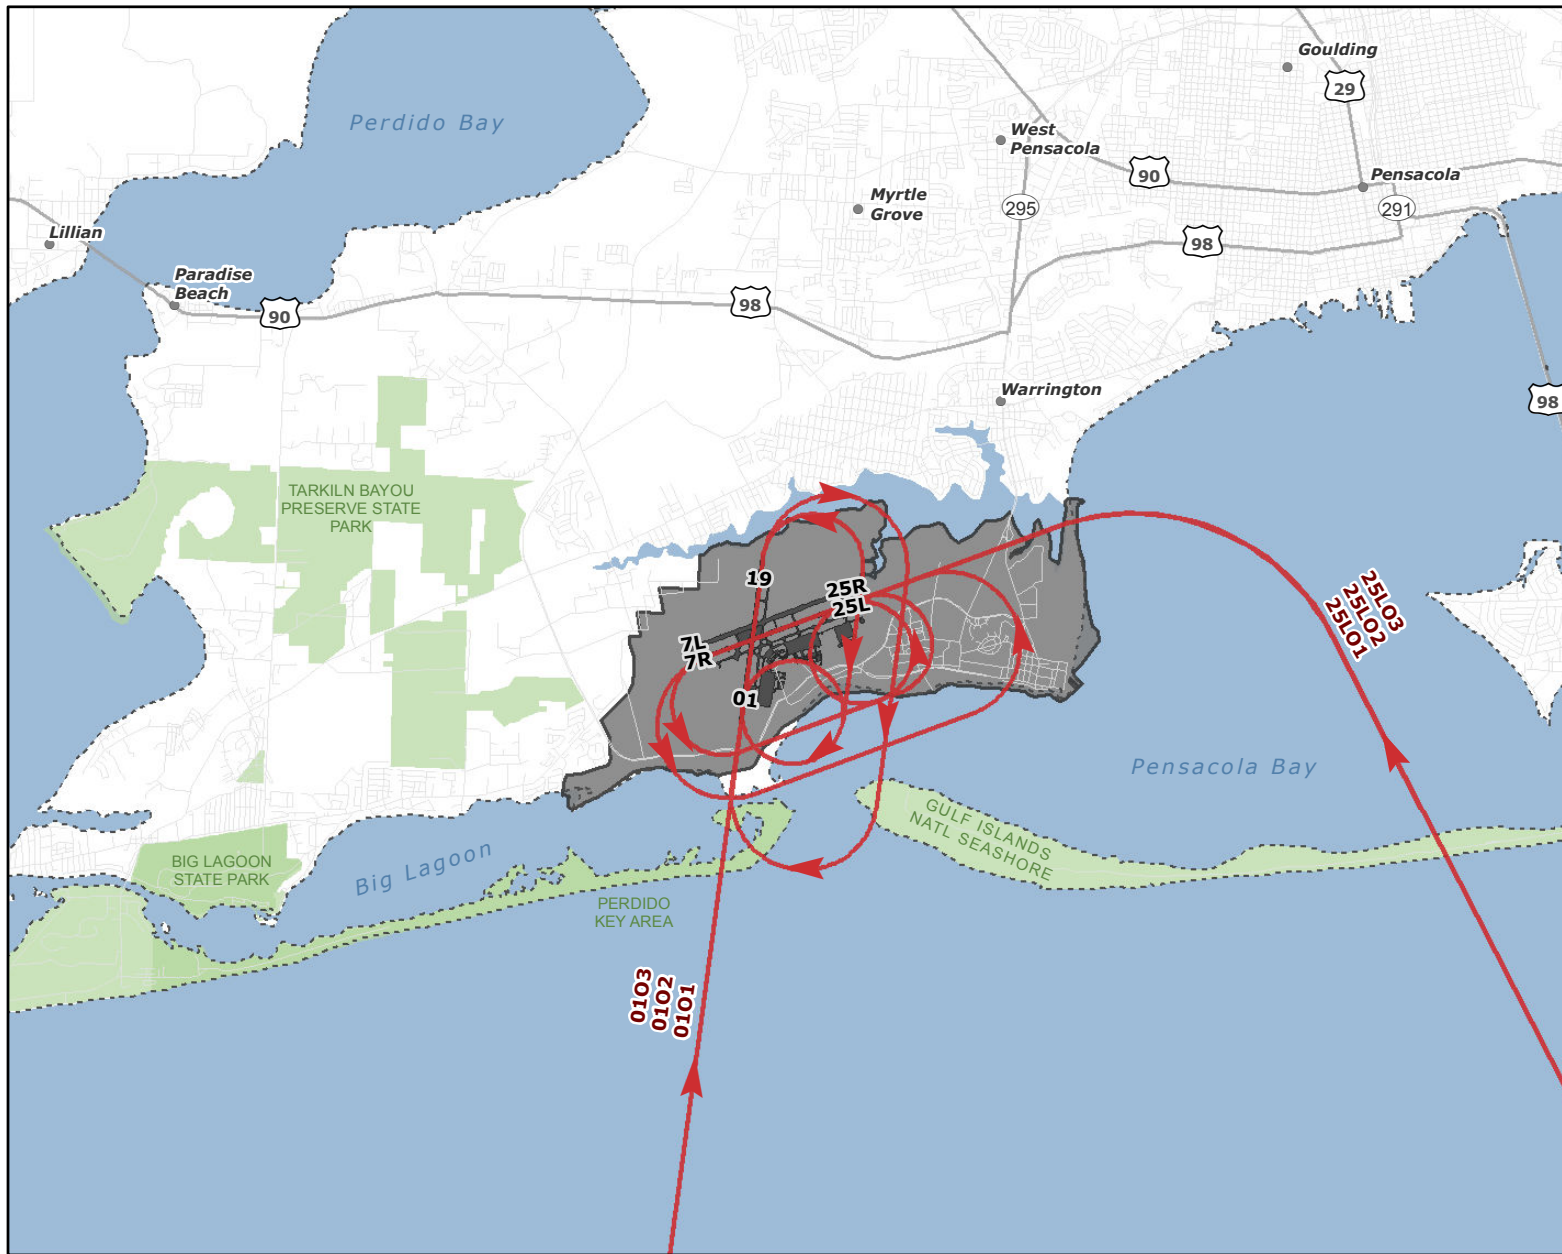 Goulding
29
Perdido Bay
West
Pensacola
90
Pensacola
Myrtle
Grove
295
291
Lillian
98
Paradise
Beach
90
98
Warrington
98
TARKILN BAYOU
PRESERVE STATE
PARK
19
25R
25L
7L
7R
01
25LO3
25LO2
25LO1
Pensacola Bay
GULF ISLANDS
NATL SEASHORE
BIG LAGOON
STATE PARK
Big Lagoon
PERDIDO
KEY AREA
01O3
01O2
01O1